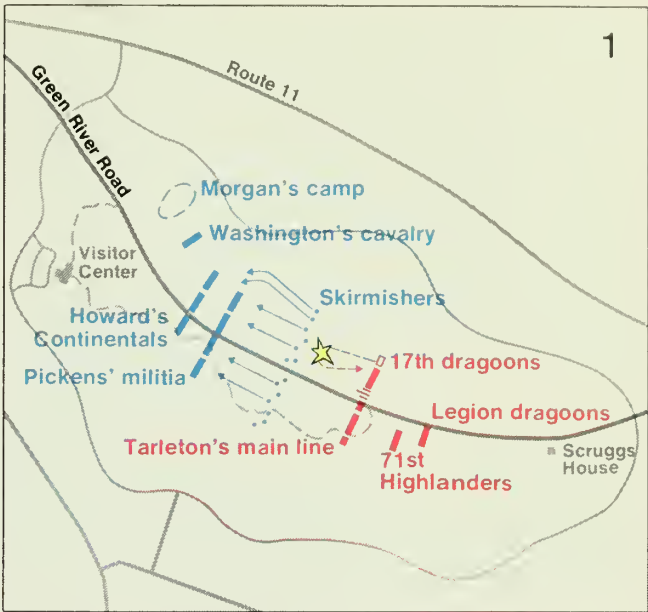 1
Route 11
Green River Road
Morgan's camp
Washington's cavalry
Visitor
Center
Skirmishers
Howard's
Continentals
17th dragoons
Pickens' militia
Legion dragoons
Tarleton's main line
71st
Highlanders
Scruggs
House